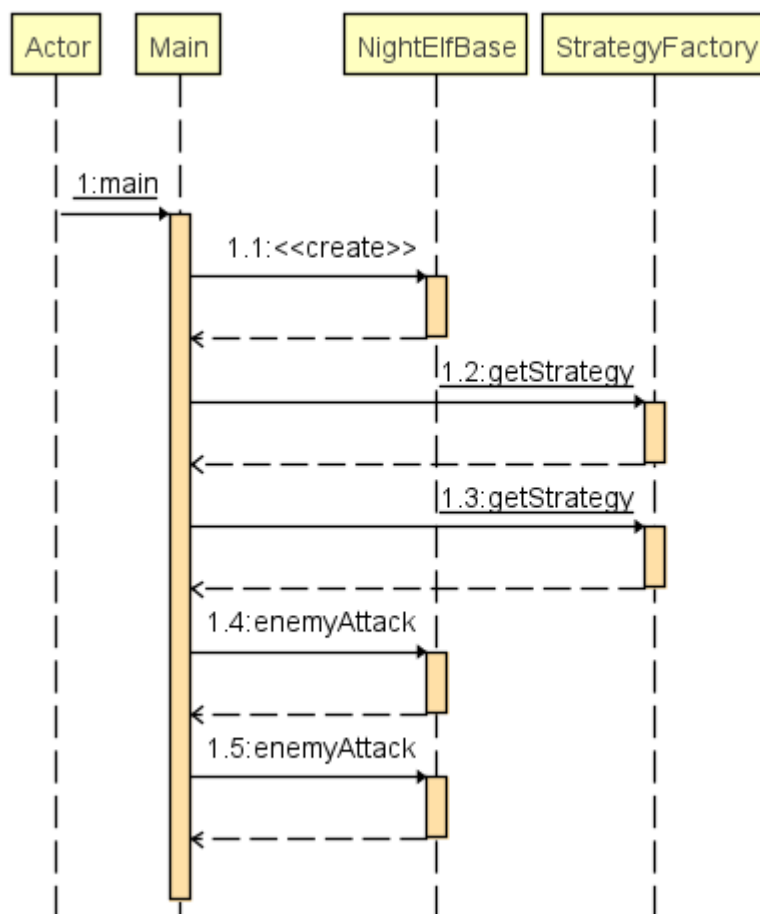 Actor
Main
NightElfBase
StrategyFactory
1:main
1.1:<<create>>
1.2:getStrategy
1.3:getStrategy
1.4:enemyAttack
1.5:enemyAttack